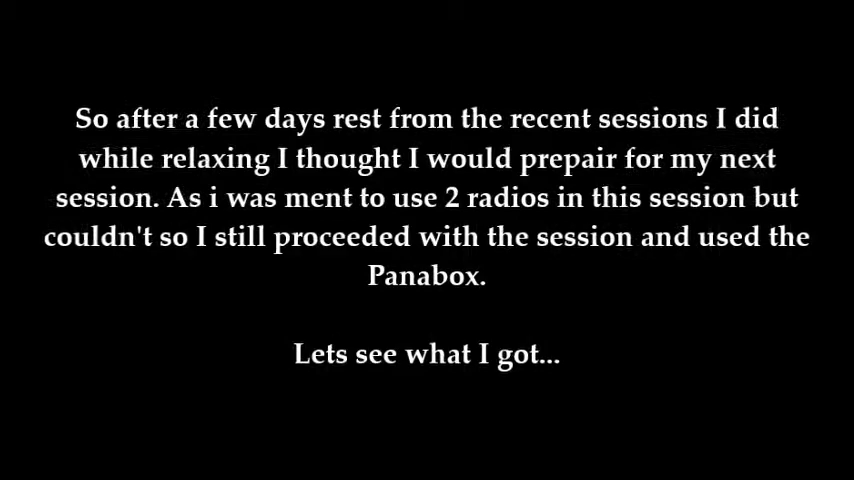 So after a few days rest from the recent sessions I did
while relaxing I thought I would prepair for my next
session. As i was ment to use 2 radios in this session but
couldn't so I still proceeded with the session and used the
Panabox.
Lets see what I got...